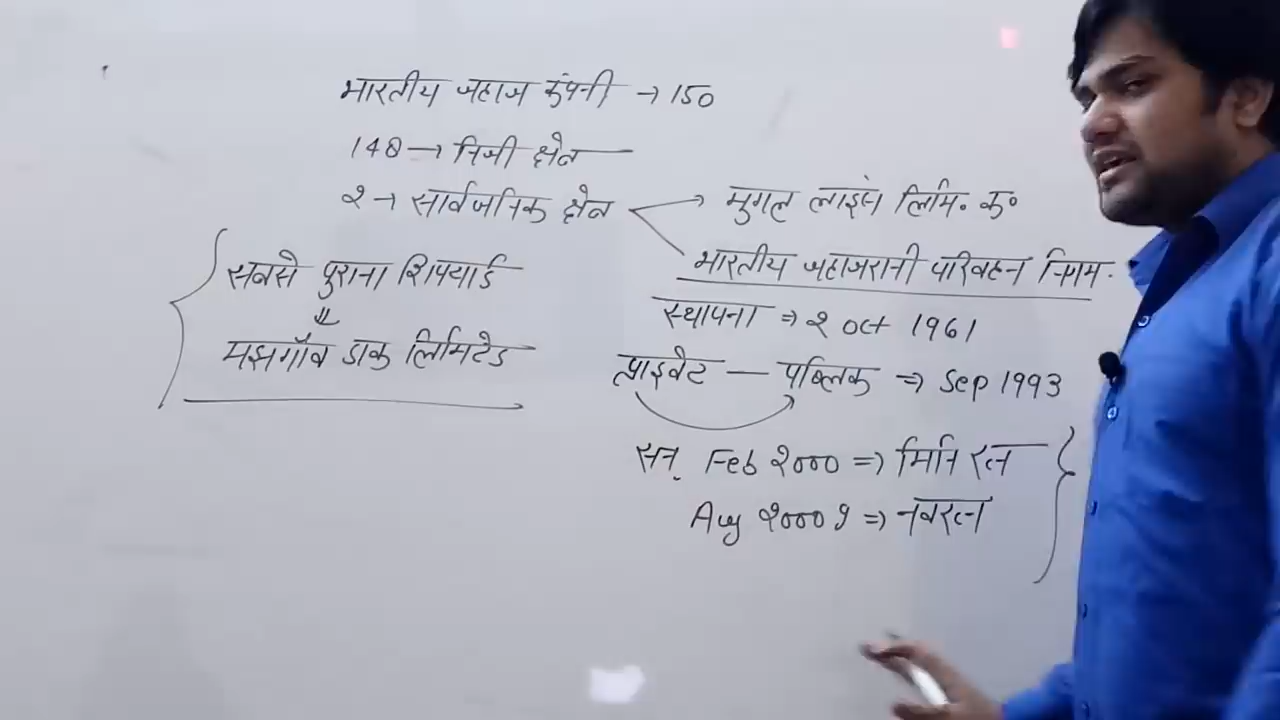 भारतीय जहाज कंपनी → 150
148 → निजी क्षेत्र
2 → सार्वजनिक क्षेत्र
मुगल लाइंस लिमि॰ क॰
भारतीय जहाजरानी परिवहन निगम
स्थापना ⇒ 2 Oct 1961
प्राइवेट — पब्लिक ⇒ Sep 1993
सन् Feb 2000 ⇒ मिनि रत्न
Aug 20009 ⇒ नवरत्न
सबसे पुराना शिपयार्ड
⇓
मझगाँव डाक लिमिटेड